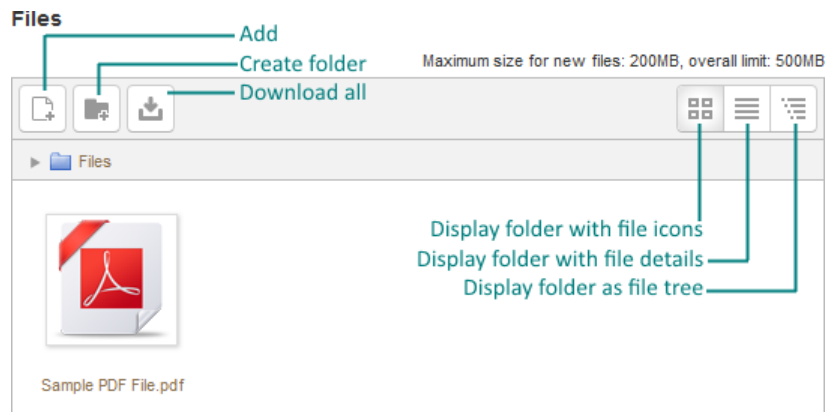 Files
Add
Create folder
Maximum size for new files: 200MB, overall limit: 500MB
Download all
Files
Display folder with file icons
Display folder with file details
Display folder as file tree
Sample PDF File.pdf